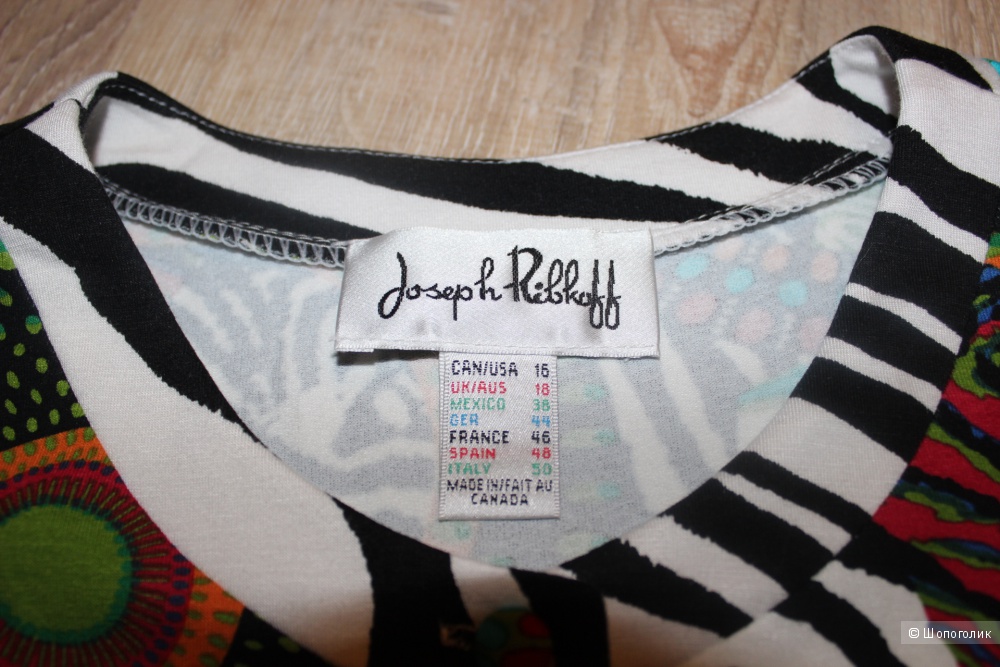 Joseph Ribkoff
CAN/USA 16
UK/AUS 18
MEXICO 38
GER 44
FRANCE 46
SPAIN 48
ITALY 50
MADE IN/FAIT AU
CANADA
© Шопоголик